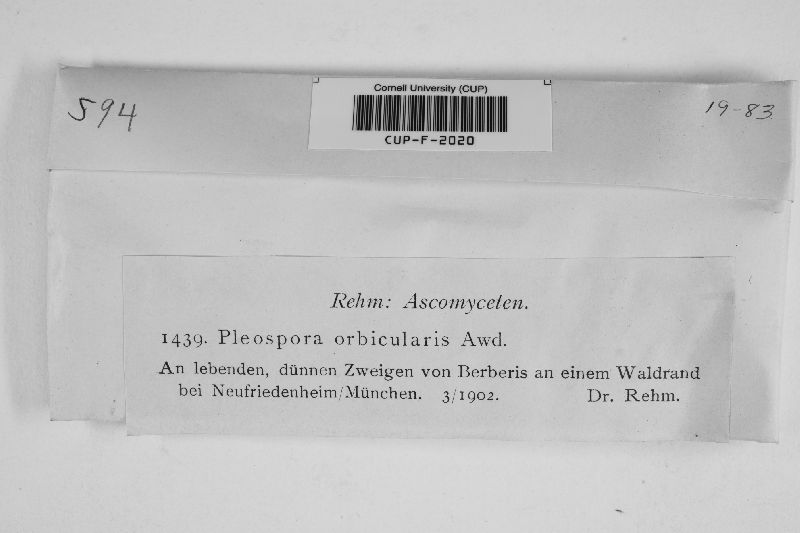 594
Cornell University (CUP)
CUP-F-2020
19-83
Rehm: Ascomyceten.
1439. Pleospora orbicularis Awd.
An lebenden, dünnen Zweigen von Berberis an einem Waldrand
bei Neufriedenheim/München. 3/1902. Dr. Rehm.